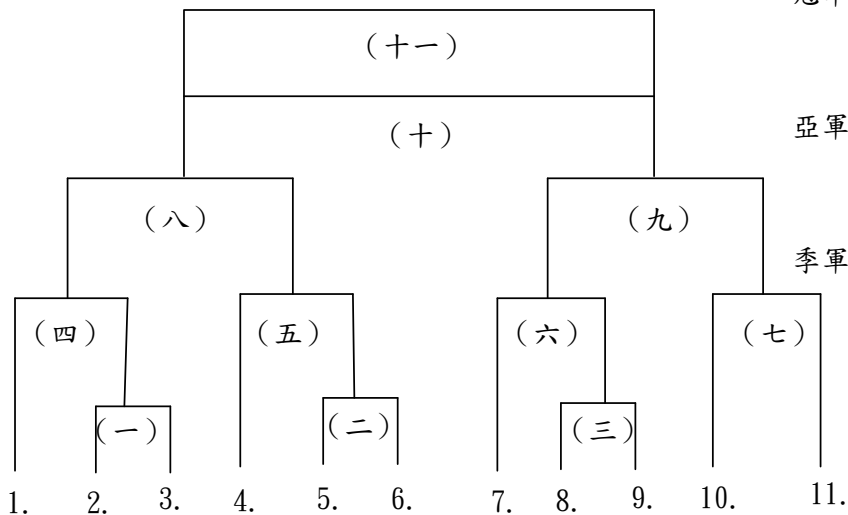 （十一）
（十）
亞軍
（八）
（九）
季軍
（四）
（五）
（六）
（七）
（一）
（二）
（三）
1. 2. 3. 4. 5. 6. 7. 8. 9. 10. 11.